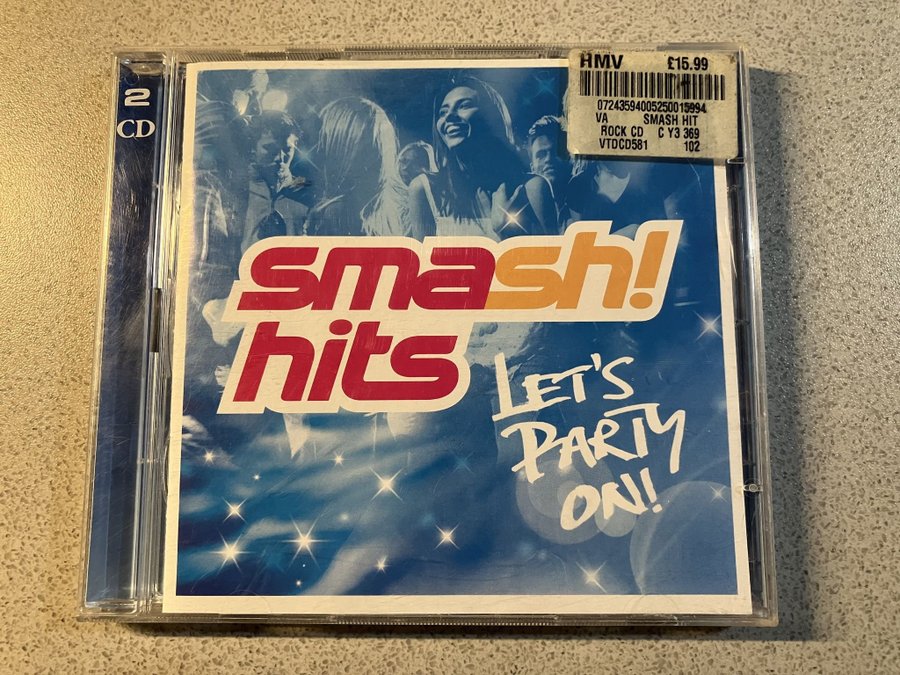 2
CD
HMV £15.99
07243594005250015994
VA SMASH HIT
ROCK CD C Y3 369
VTDCD581 102
smash!
hits
LET'S
PARTY
ON!